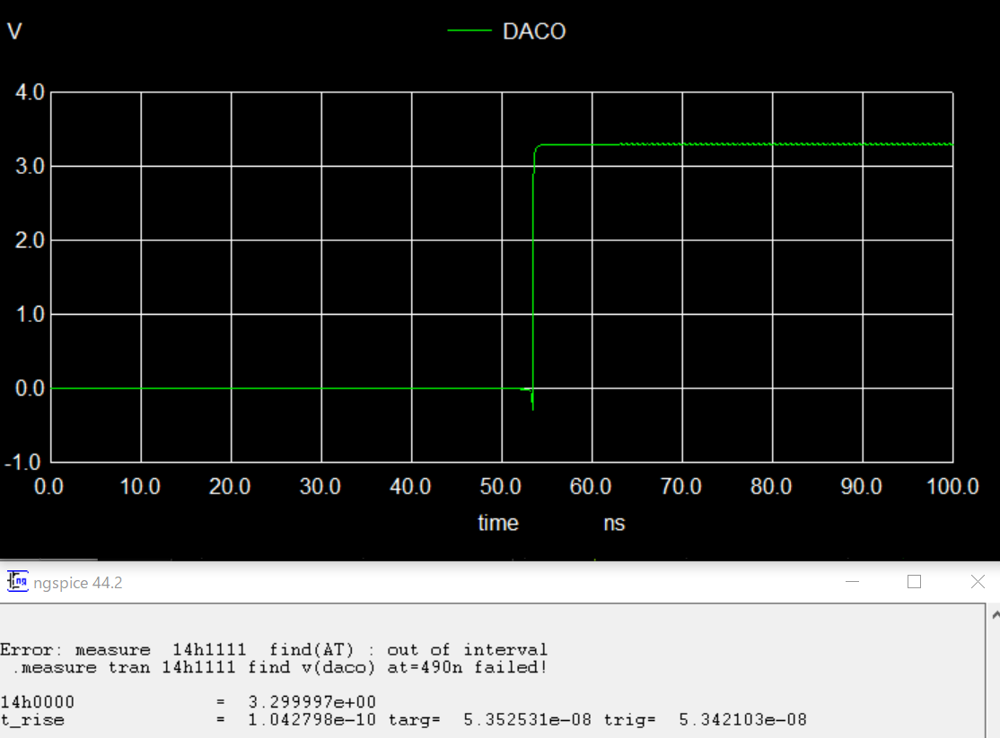 V DACO
4.0
3.0
2.0
1.0
0.0
-1.0
0.0 10.0 20.0 30.0 40.0 50.0 60.0 70.0 80.0 90.0 100.0
time ns
ngspice 44.2
Error: measure  14h1111  find(AT) : out of interval
 .measure tran 14h1111 find v(daco) at=490n failed!
14h0000             =  3.299997e+00
t_rise              =  1.042798e-10 targ=  5.352531e-08 trig=  5.342103e-08